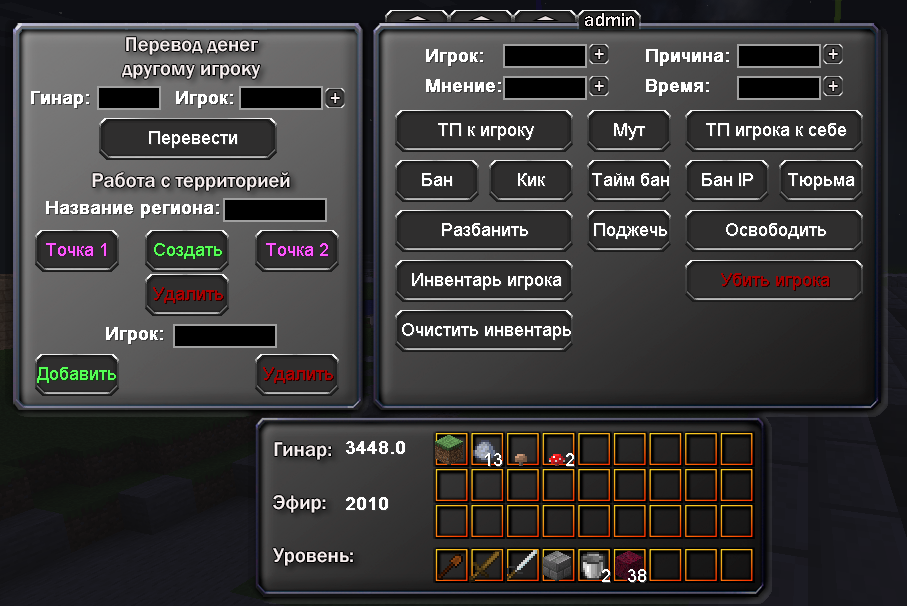 Перевод денег
другому игроку
Гинар: Игрок: +
Перевести
Работа с территорией
Название региона:
Точка 1 Создать Точка 2
Удалить
Игрок:
Добавить Удалить
admin
Игрок: + Причина: +
Мнение: + Время: +
ТП к игроку Мут ТП игрока к себе
Бан Кик Тайм бан Бан IP Тюрьма
Разбанить Поджечь Освободить
Инвентарь игрока Убить игрока
Очистить инвентарь
Гинар: 3448.0
13 2
Эфир: 2010
Уровень:
2 38